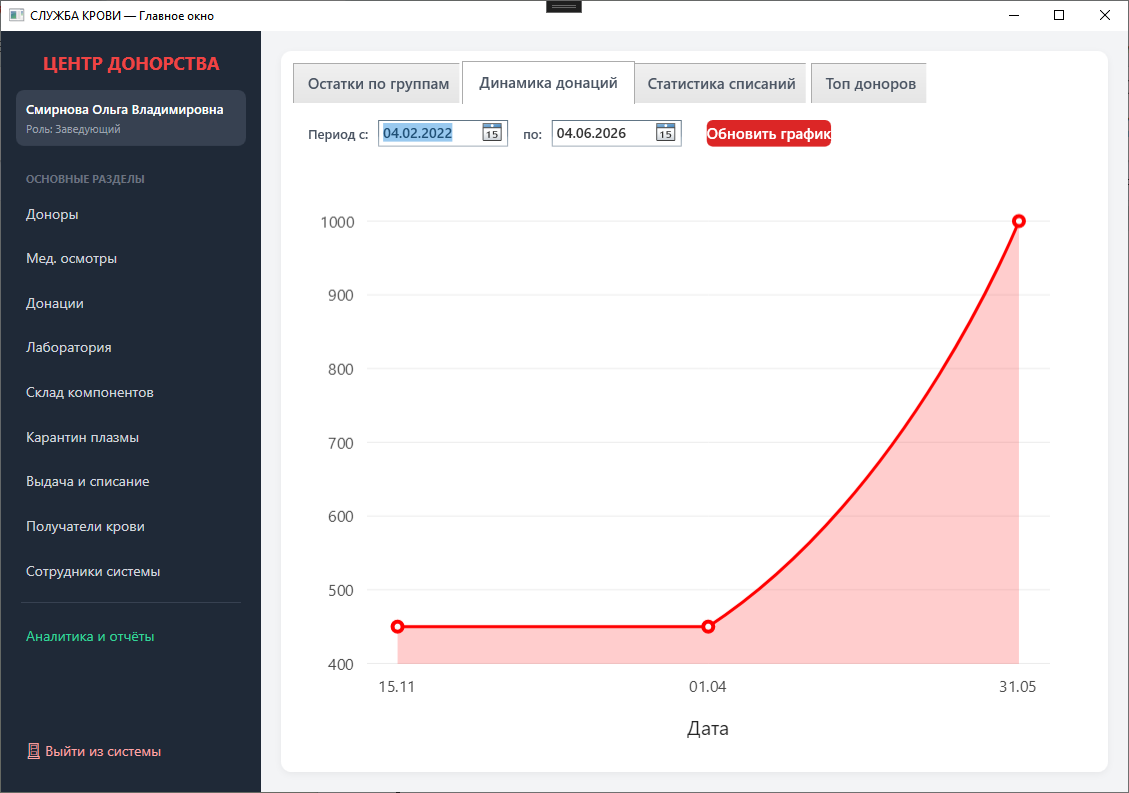 СЛУЖБА КРОВИ — Главное окно
ЦЕНТР ДОНОРСТВА
Смирнова Ольга Владимировна
Роль: Заведующий
ОСНОВНЫЕ РАЗДЕЛЫ
Доноры
Мед. осмотры
Донации
Лаборатория
Склад компонентов
Карантин плазмы
Выдача и списание
Получатели крови
Сотрудники системы
Аналитика и отчёты
Выйти из системы
Остатки по группам
Динамика донаций
Статистика списаний
Топ доноров
Период с: 04.02.2022 15 по: 04.06.2026 15 Обновить график
1000
900
800
700
600
500
400
15.11 01.04 31.05
Дата